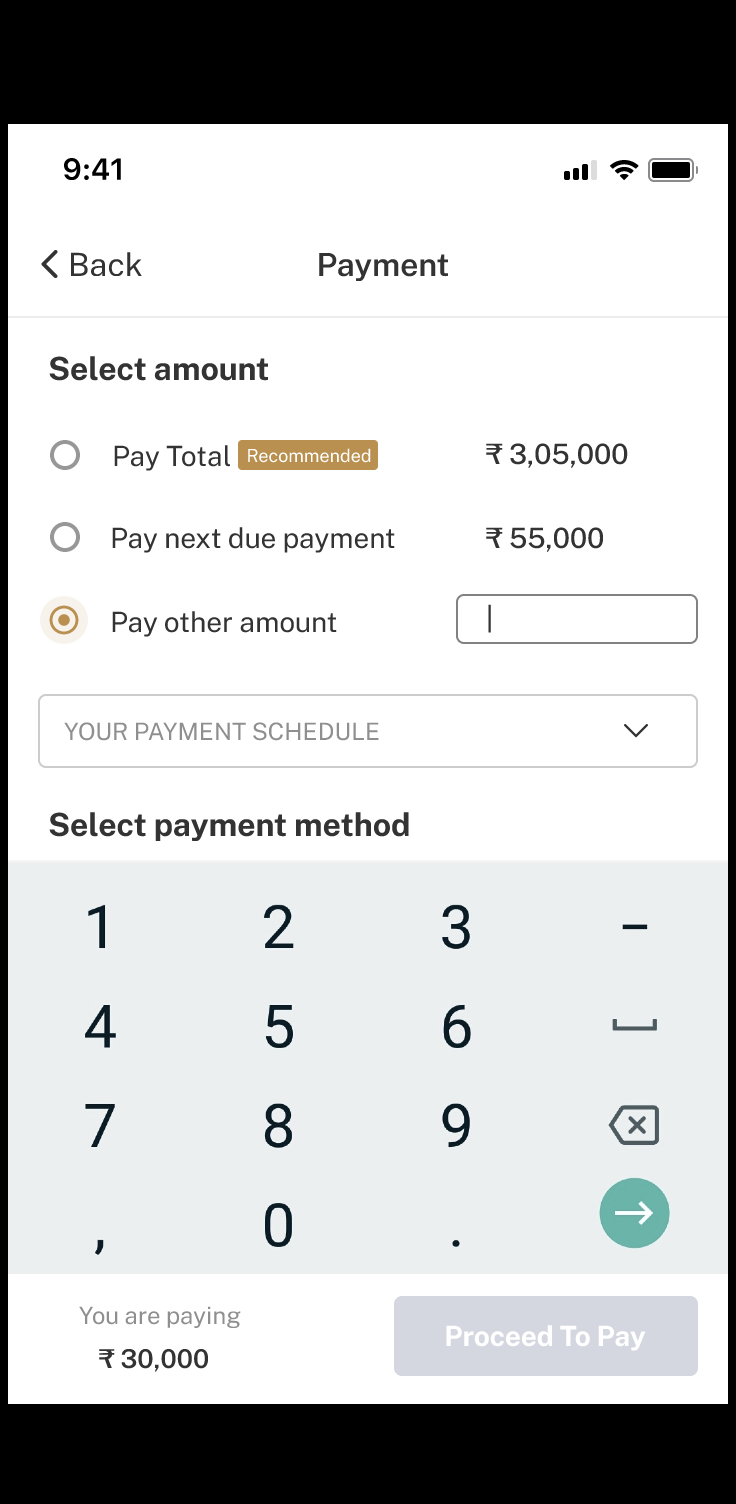 9:41
Back
Payment
Select amount
Pay Total Recommended ₹ 3,05,000
Pay next due payment ₹ 55,000
Pay other amount
YOUR PAYMENT SCHEDULE
Select payment method
1 2 3 –
4 5 6
7 8 9
, 0 .
You are paying
₹ 30,000
Proceed To Pay